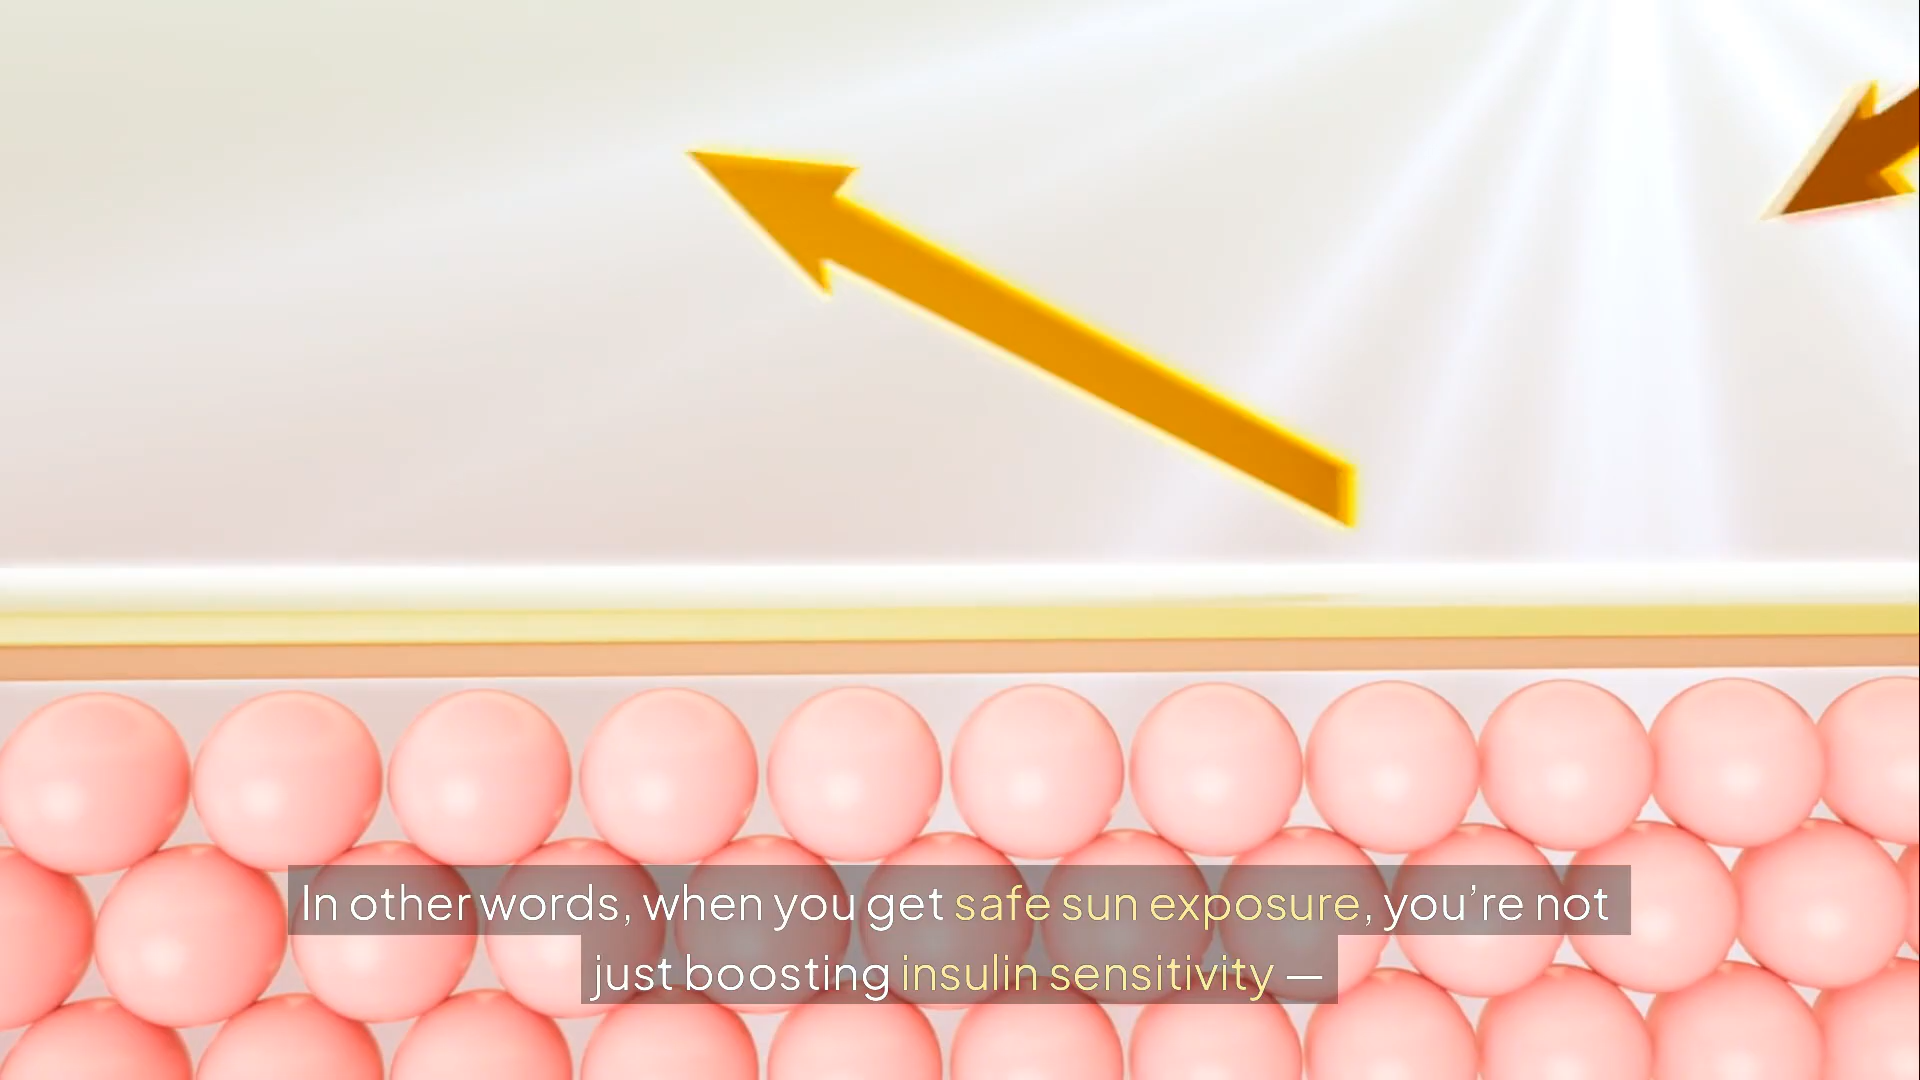 In other words, when you get safe sun exposure, you’re not
just boosting insulin sensitivity —